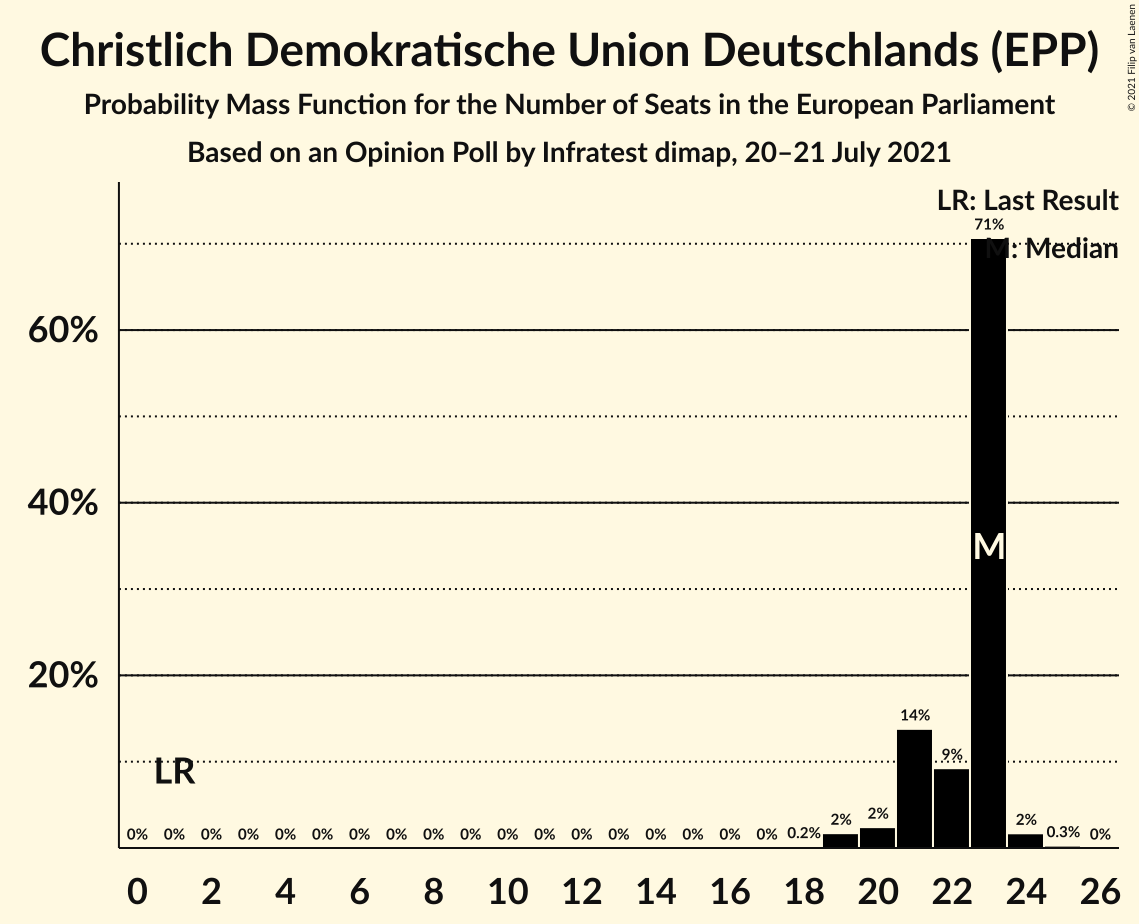 Christlich Demokratische Union Deutschlands (EPP)
Probability Mass Function for the Number of Seats in the European Parliament
Based on an Opinion Poll by Infratest dimap, 20–21 July 2021
© 2021 Filip van Laenen
LR: Last Result
M: Median
71%
60%
40%
M
20%
14%
9%
LR
0% 0% 0% 0% 0% 0% 0% 0% 0% 0% 0% 0% 0% 0% 0% 0% 0% 0% 0.2% 2% 2% 2% 0.3% 0%
0 2 4 6 8 10 12 14 16 18 20 22 24 26